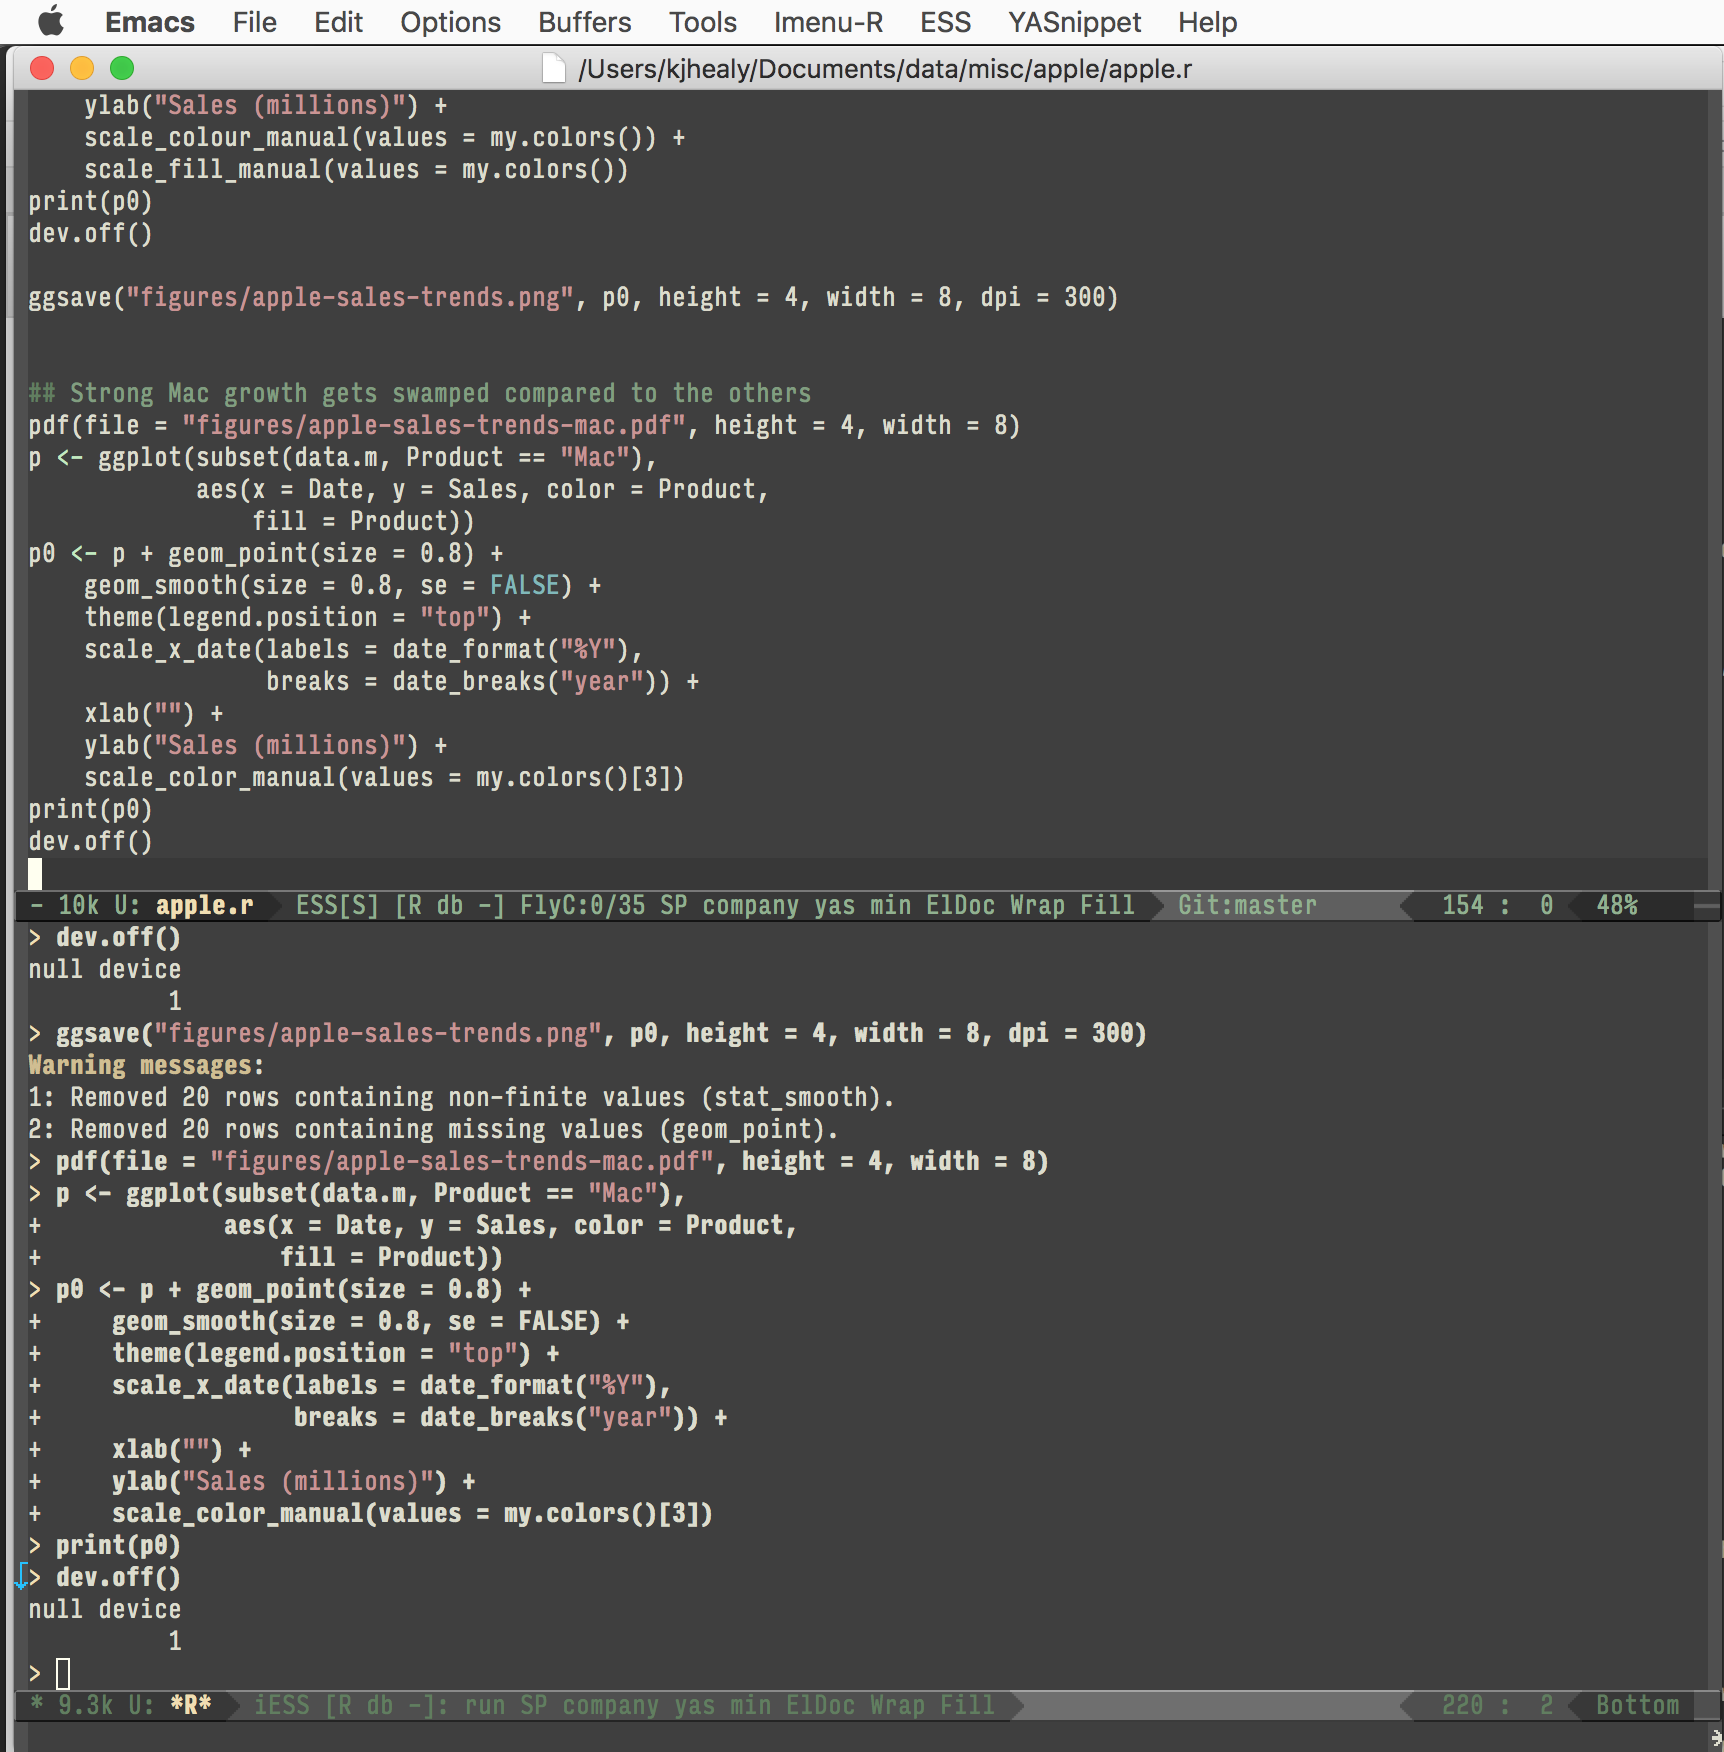 Emacs File Edit Options Buffers Tools Imenu-R ESS YASnippet Help
/Users/kjhealy/Documents/data/misc/apple/apple.r
    ylab("Sales (millions)") +
    scale_colour_manual(values = my.colors()) +
    scale_fill_manual(values = my.colors())
print(p0)
dev.off()
ggsave("figures/apple-sales-trends.png", p0, height = 4, width = 8, dpi = 300)
## Strong Mac growth gets swamped compared to the others
pdf(file = "figures/apple-sales-trends-mac.pdf", height = 4, width = 8)
p <- ggplot(subset(data.m, Product == "Mac"),
            aes(x = Date, y = Sales, color = Product,
                fill = Product))
p0 <- p + geom_point(size = 0.8) +
    geom_smooth(size = 0.8, se = FALSE) +
    theme(legend.position = "top") +
    scale_x_date(labels = date_format("%Y"),
                 breaks = date_breaks("year")) +
    xlab("") +
    ylab("Sales (millions)") +
    scale_color_manual(values = my.colors()[3])
print(p0)
dev.off()
- 10k U: apple.r ESS[S] [R db -] FlyC:0/35 SP company yas min ElDoc Wrap Fill Git:master 154 : 0 48%
> dev.off()
null device
          1
> ggsave("figures/apple-sales-trends.png", p0, height = 4, width = 8, dpi = 300)
Warning messages:
1: Removed 20 rows containing non-finite values (stat_smooth).
2: Removed 20 rows containing missing values (geom_point).
> pdf(file = "figures/apple-sales-trends-mac.pdf", height = 4, width = 8)
> p <- ggplot(subset(data.m, Product == "Mac"),
+             aes(x = Date, y = Sales, color = Product,
+                 fill = Product))
> p0 <- p + geom_point(size = 0.8) +
+     geom_smooth(size = 0.8, se = FALSE) +
+     theme(legend.position = "top") +
+     scale_x_date(labels = date_format("%Y"),
+                  breaks = date_breaks("year")) +
+     xlab("") +
+     ylab("Sales (millions)") +
+     scale_color_manual(values = my.colors()[3])
> print(p0)
> dev.off()
null device
          1
>
* 9.3k U: *R* iESS [R db -]: run SP company yas min ElDoc Wrap Fill 220 : 2 Bottom